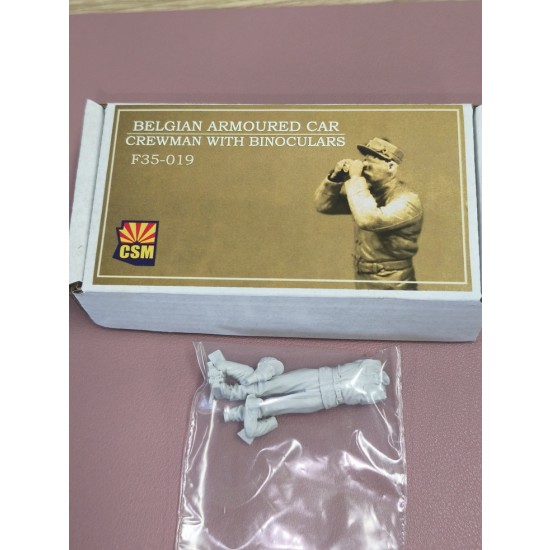 BELGIAN ARMOURED CAR
CREWMAN WITH BINOCULARS
F35-019
CSM